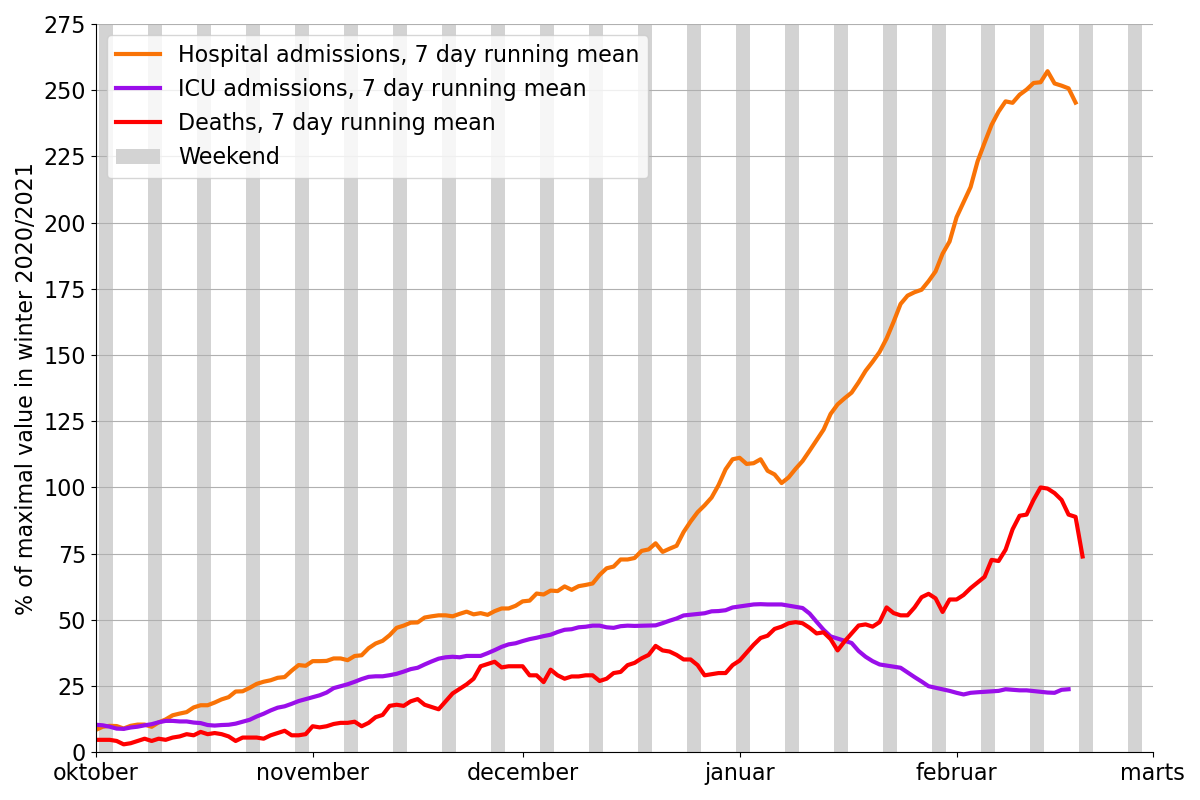 Hospital admissions, 7 day running mean
ICU admissions, 7 day running mean
Deaths, 7 day running mean
Weekend
% of maximal value in winter 2020/2021
275
250
225
200
175
150
125
100
75
50
25
0
oktober
november
december
januar
februar
marts